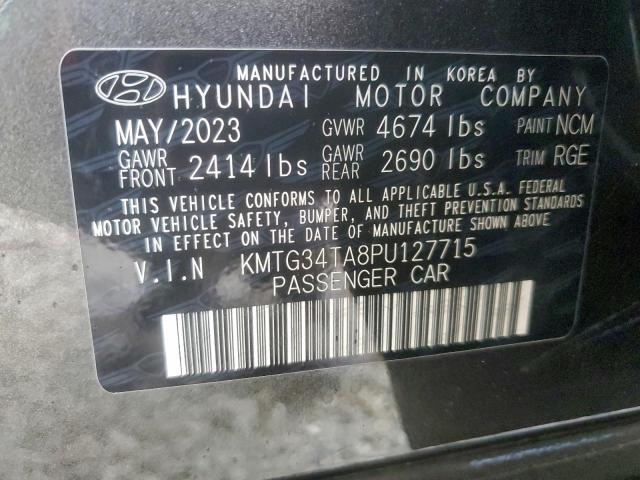 MANUFACTURED IN KOREA BY
HYUNDAI MOTOR COMPANY
MAY/2023 GVWR 4674 lbs PAINT NCM
GAWR FRONT 2414 lbs GAWR REAR 2690 lbs TRIM RGE
THIS VEHICLE CONFORMS TO ALL APPLICABLE U.S.A. FEDERAL
MOTOR VEHICLE SAFETY, BUMPER, AND THEFT PREVENTION STANDARDS
IN EFFECT ON THE DATE OF MANUFACTURE SHOWN ABOVE.
V.I.N KMTG34TA8PU127715
PASSENGER CAR